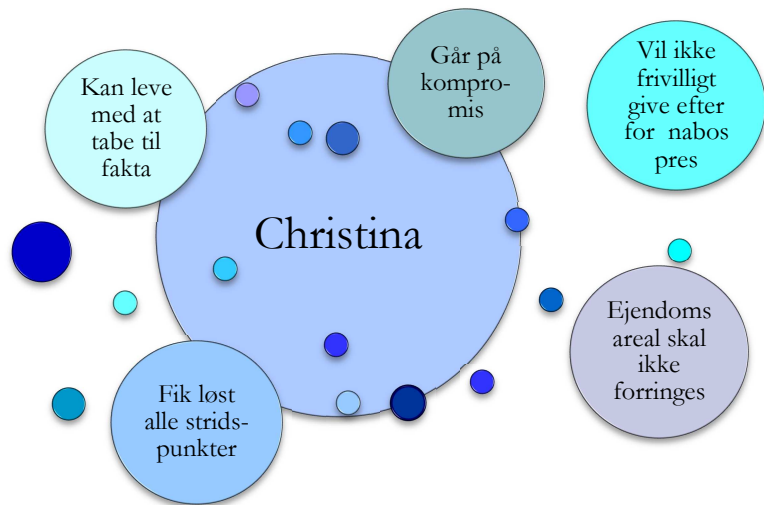 Kan leve
med at
tabe til
fakta
Går på
kompro-
mis
Vil ikke
frivilligt
give efter
for nabos
pres
Christina
Ejendoms
areal skal
ikke
forringes
Fik løst
alle strids-
punkter